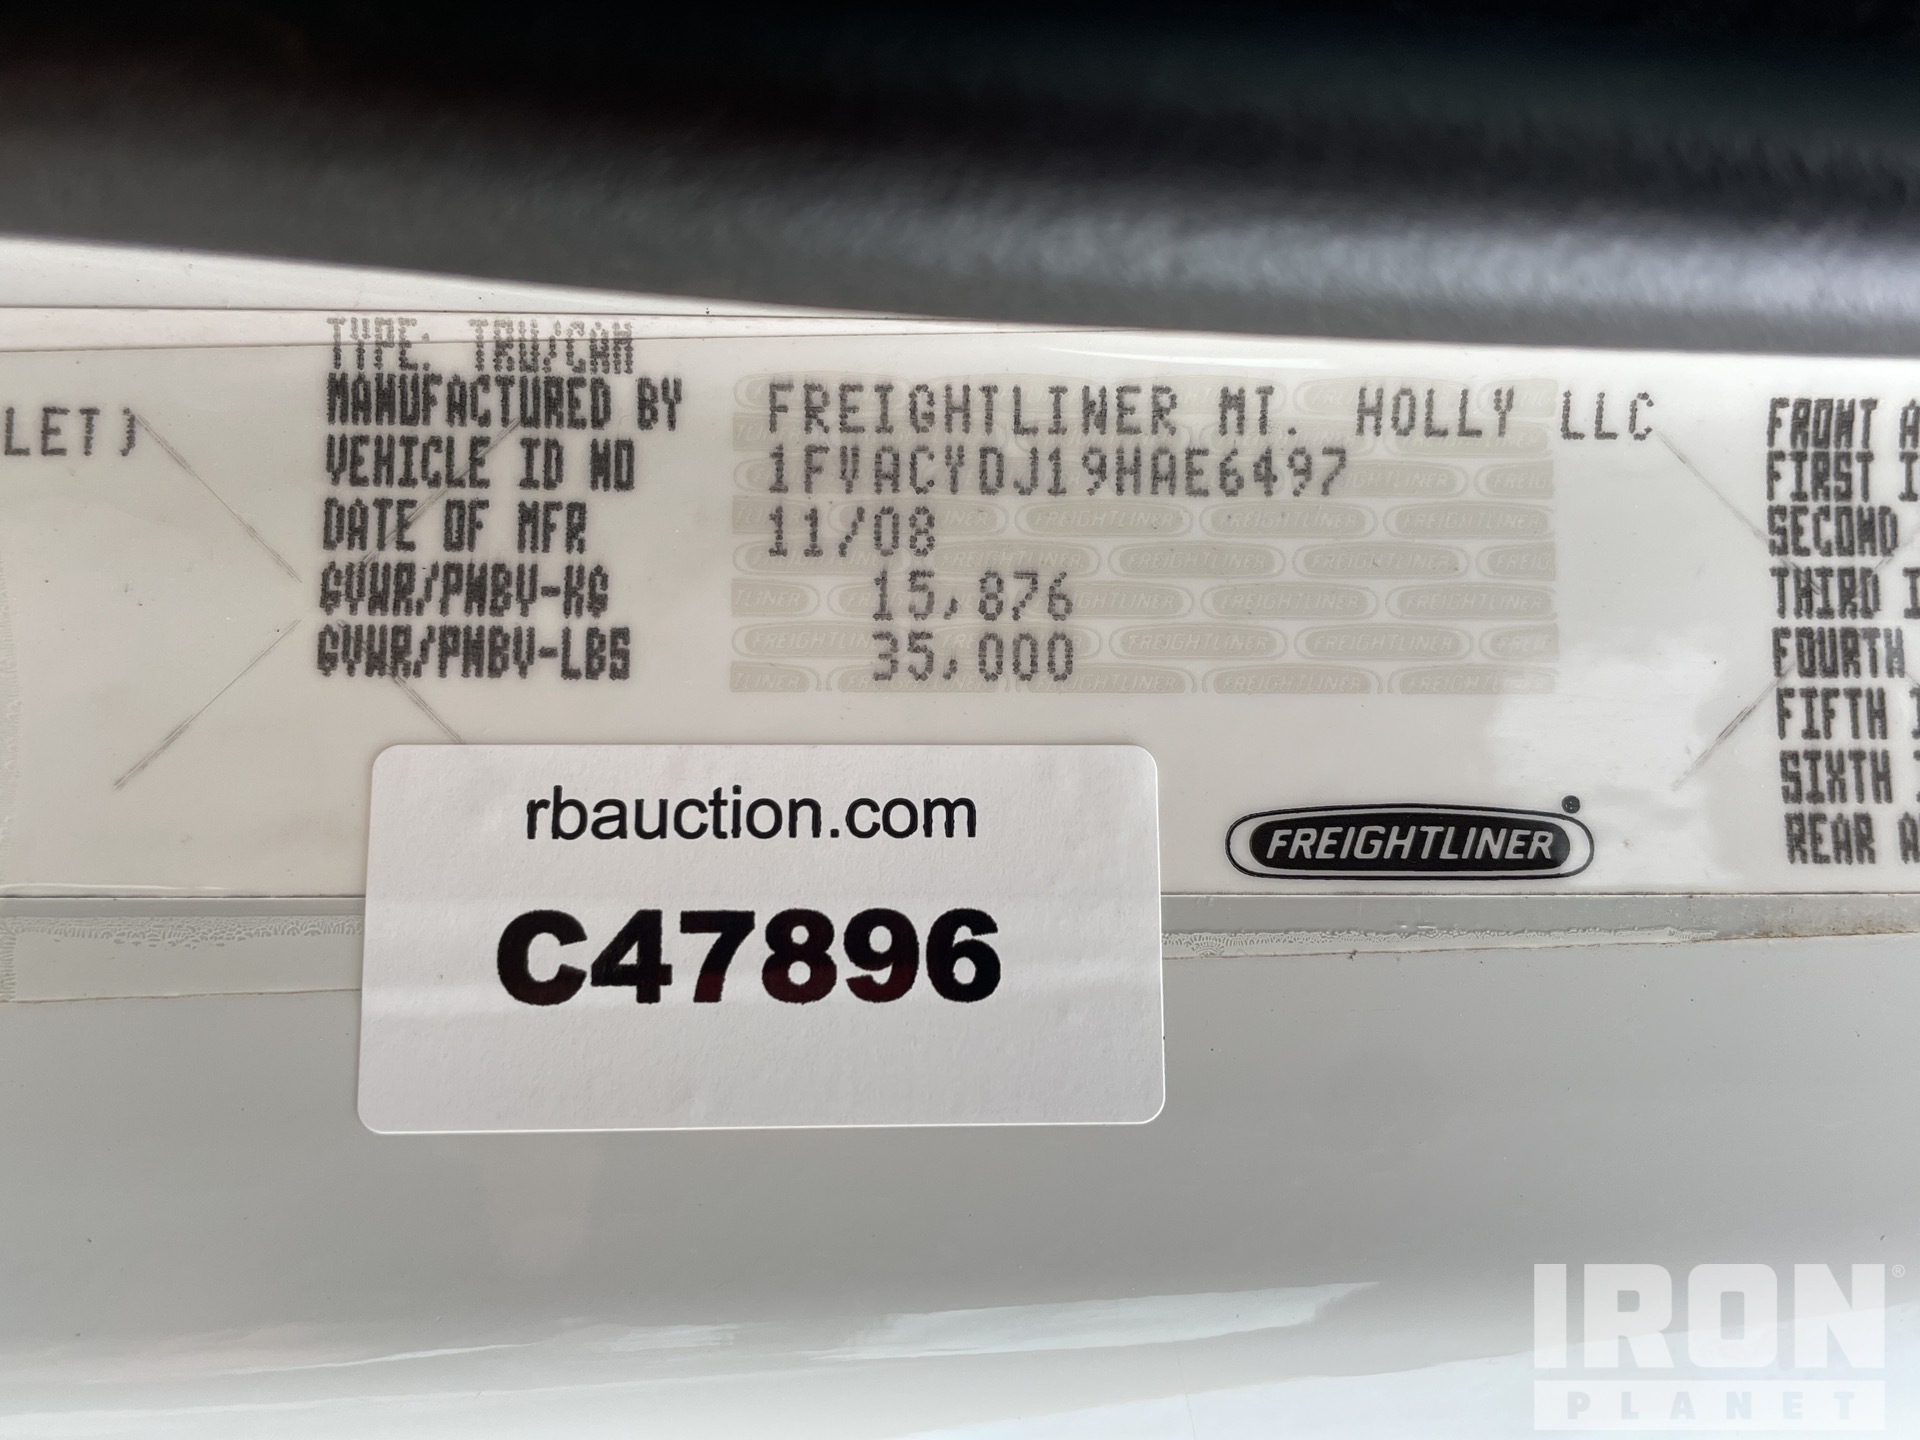 LET)
TYPE: TRUCK
MANUFACTURED BY FREIGHTLINER MT. HOLLY LLC
VEHICLE ID NO 1FVACYDJ19HAE6497
DATE OF MFR 11/08
GVWR/PNBV-KG 15,876
GVWR/PNBV-LBS 35,000
FRONT A
FIRST I
SECOND
THIRD I
FOURTH
FIFTH I
SIXTH I
REAR A
FREIGHTLINER®
rbauction.com
C47896
IRON®
PLANET